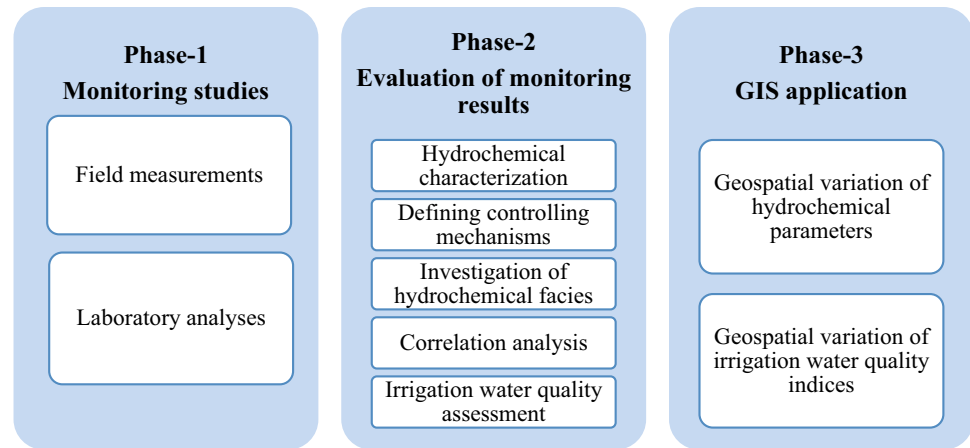 Phase-1
Monitoring studies
Field measurements
Laboratory analyses
Phase-2
Evaluation of monitoring
results
Hydrochemical
characterization
Defining controlling
mechanisms
Investigation of
hydrochemical facies
Correlation analysis
Irrigation water quality
assessment
Phase-3
GIS application
Geospatial variation of
hydrochemical
parameters
Geospatial variation of
irrigation water quality
indices